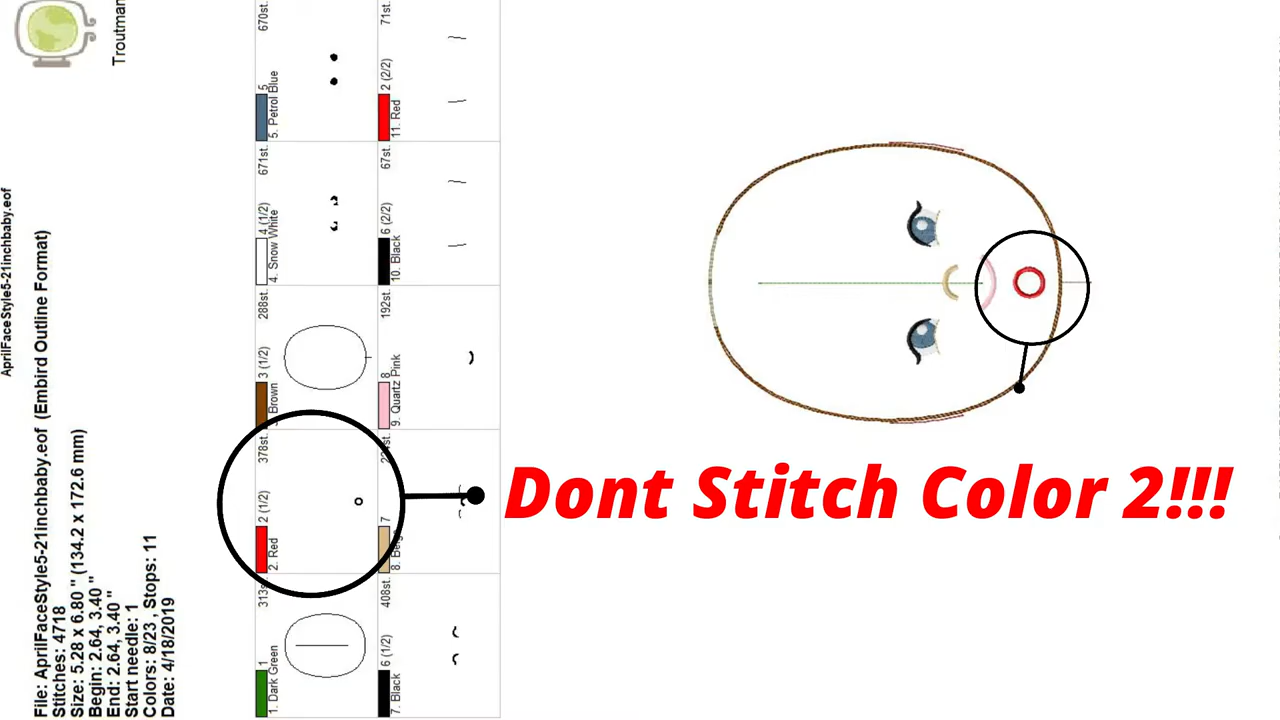 AprilFaceStyle5-21inchbaby.eof
Troutman
File: AprilFaceStyle5-21inchbaby.eof (Embird Outline Format)
Stitches: 4718
Size: 5.28 x 6.80 " (134.2 x 172.6 mm)
Begin: 2.64, 3.40 "
End: 2.64, 3.40 "
Start needle: 1
Colors: 8/23 , Stops: 11
Date: 4/18/2019
1 313st.
1. Dark Green
2 (1/2) 378st.
2. Red
3 (1/2) 288st.
Brown
4 (1/2) 671st.
4. Snow White
5 670st.
5. Petrol Blue
6 (1/2) 408st.
7. Black
7
8.
8 192st.
9. Quartz Pink
6 (2/2) 67st.
10. Black
2 (2/2) 71st.
11. Red
Dont Stitch Color 2!!!